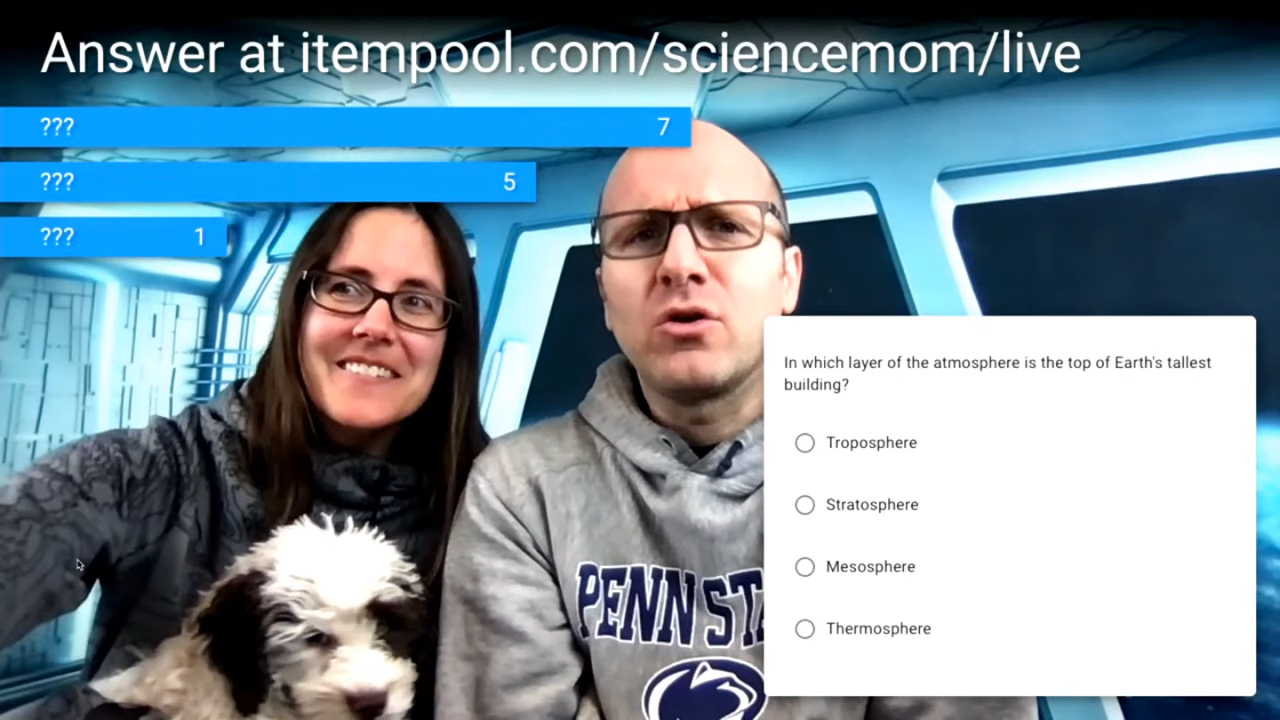 Answer at itempool.com/sciencemom/live
??? 7
??? 5
??? 1
In which layer of the atmosphere is the top of Earth's tallest
building?
Troposphere
Stratosphere
Mesosphere
Thermosphere
PENN STA